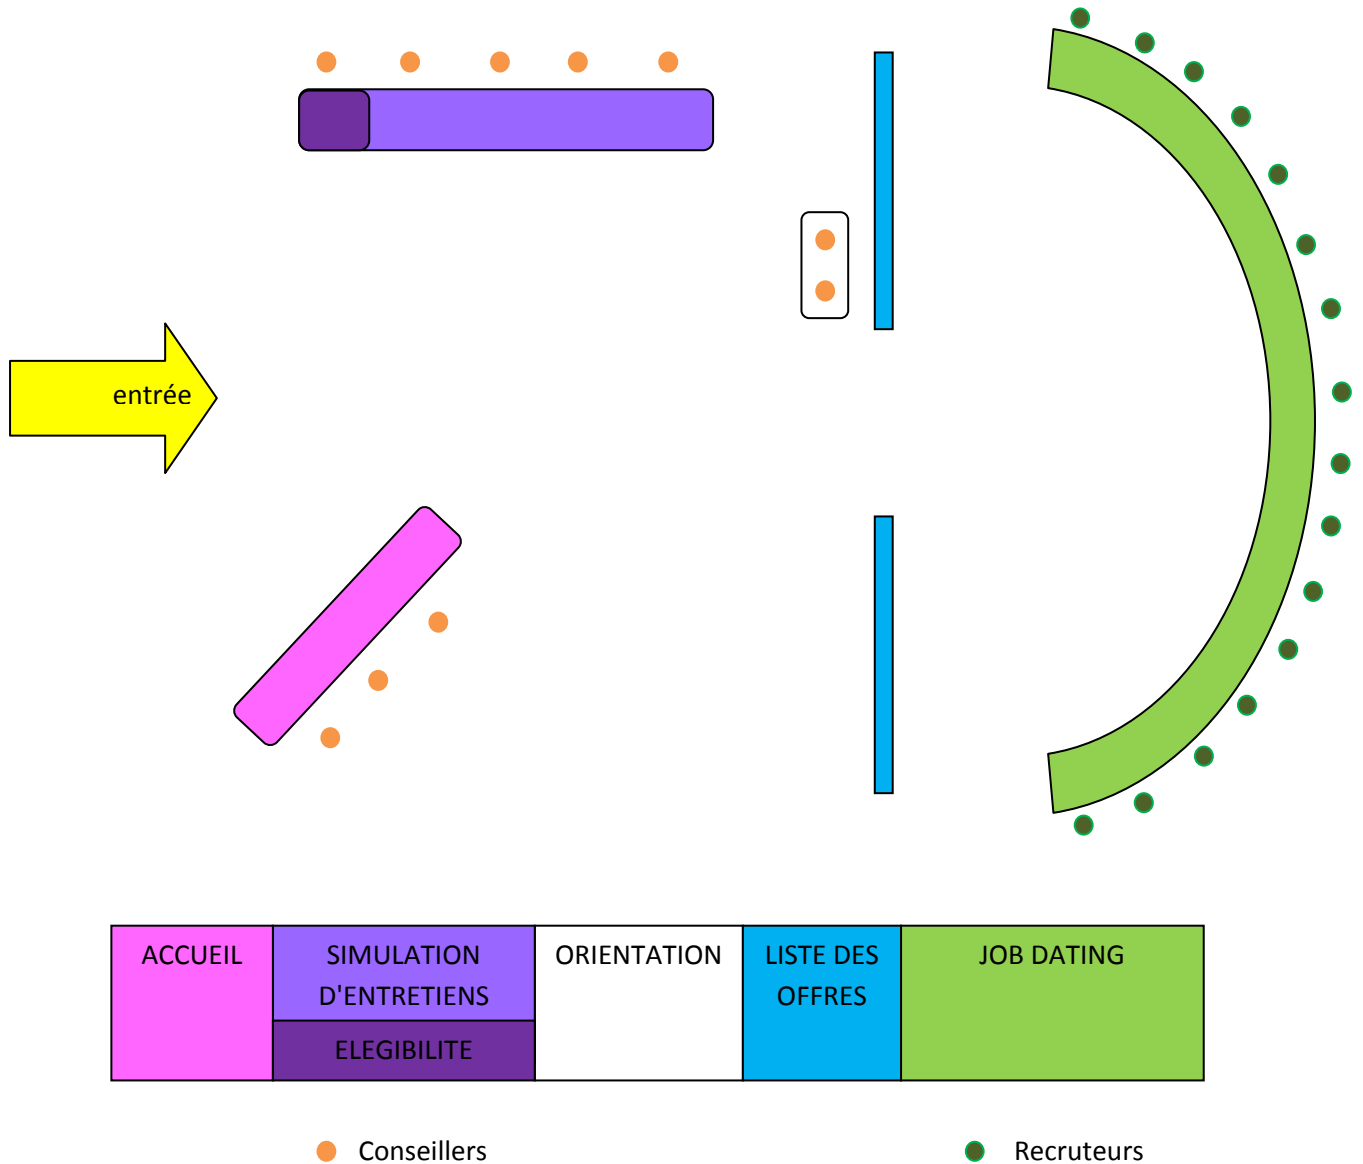 entrée
ACCUEIL
SIMULATION
D'ENTRETIENS
ELEGIBILITE
ORIENTATION
LISTE DES
OFFRES
JOB DATING
Conseillers
Recruteurs